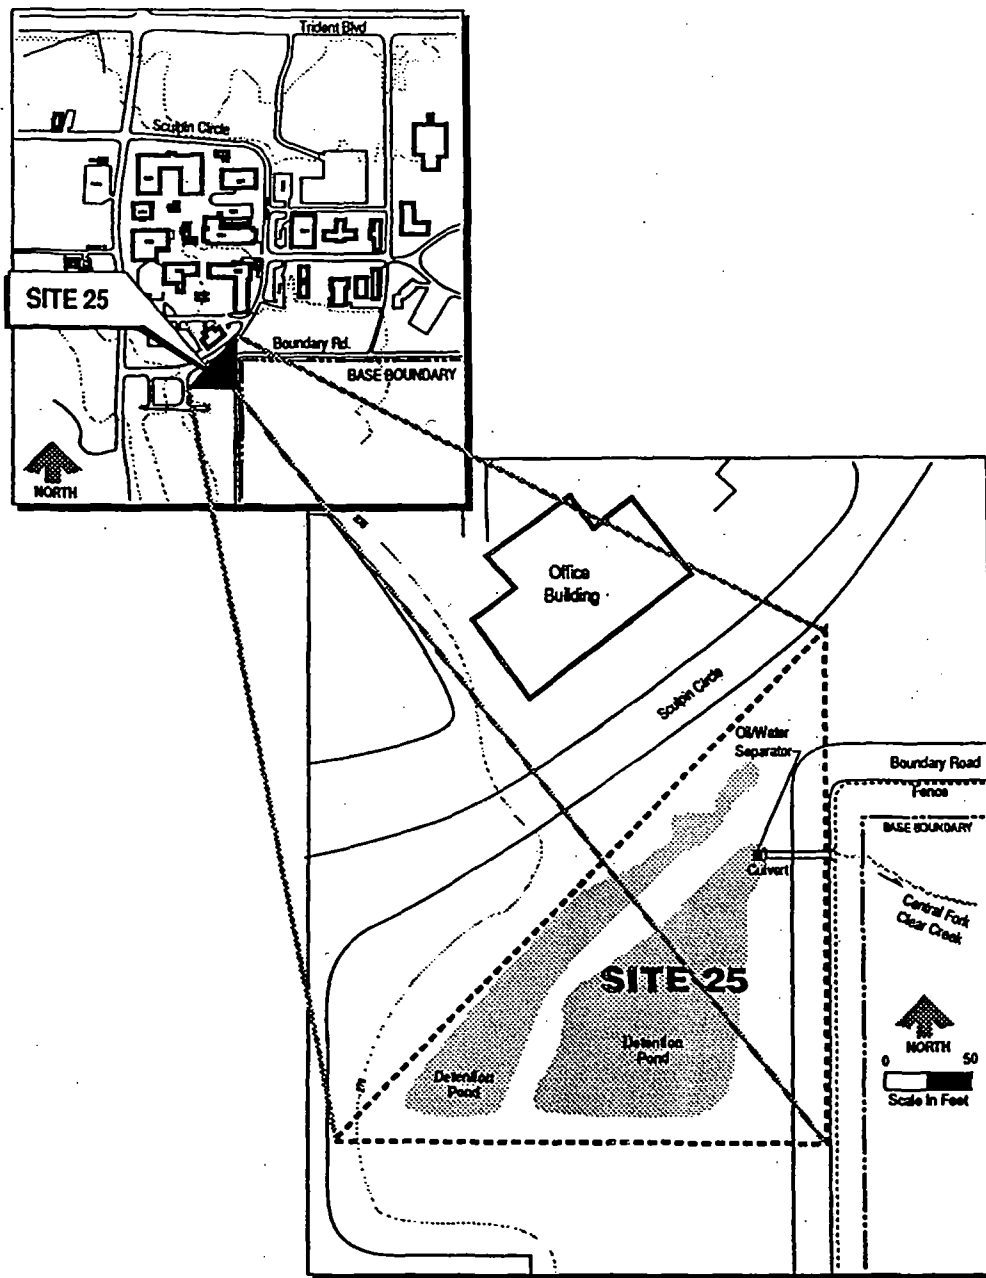 Trident Blvd
Sculpin Circle
SITE 25
Boundary Rd.
BASE BOUNDARY
NORTH
Office
Building
Sculpin Circle
Oil/Water
Separator
Boundary Road
Fence
BASE BOUNDARY
Culvert
Central Fork
Clear Creek
SITE 25
NORTH
0 50
Scale In Feet
Detention
Pond
Detention
Pond